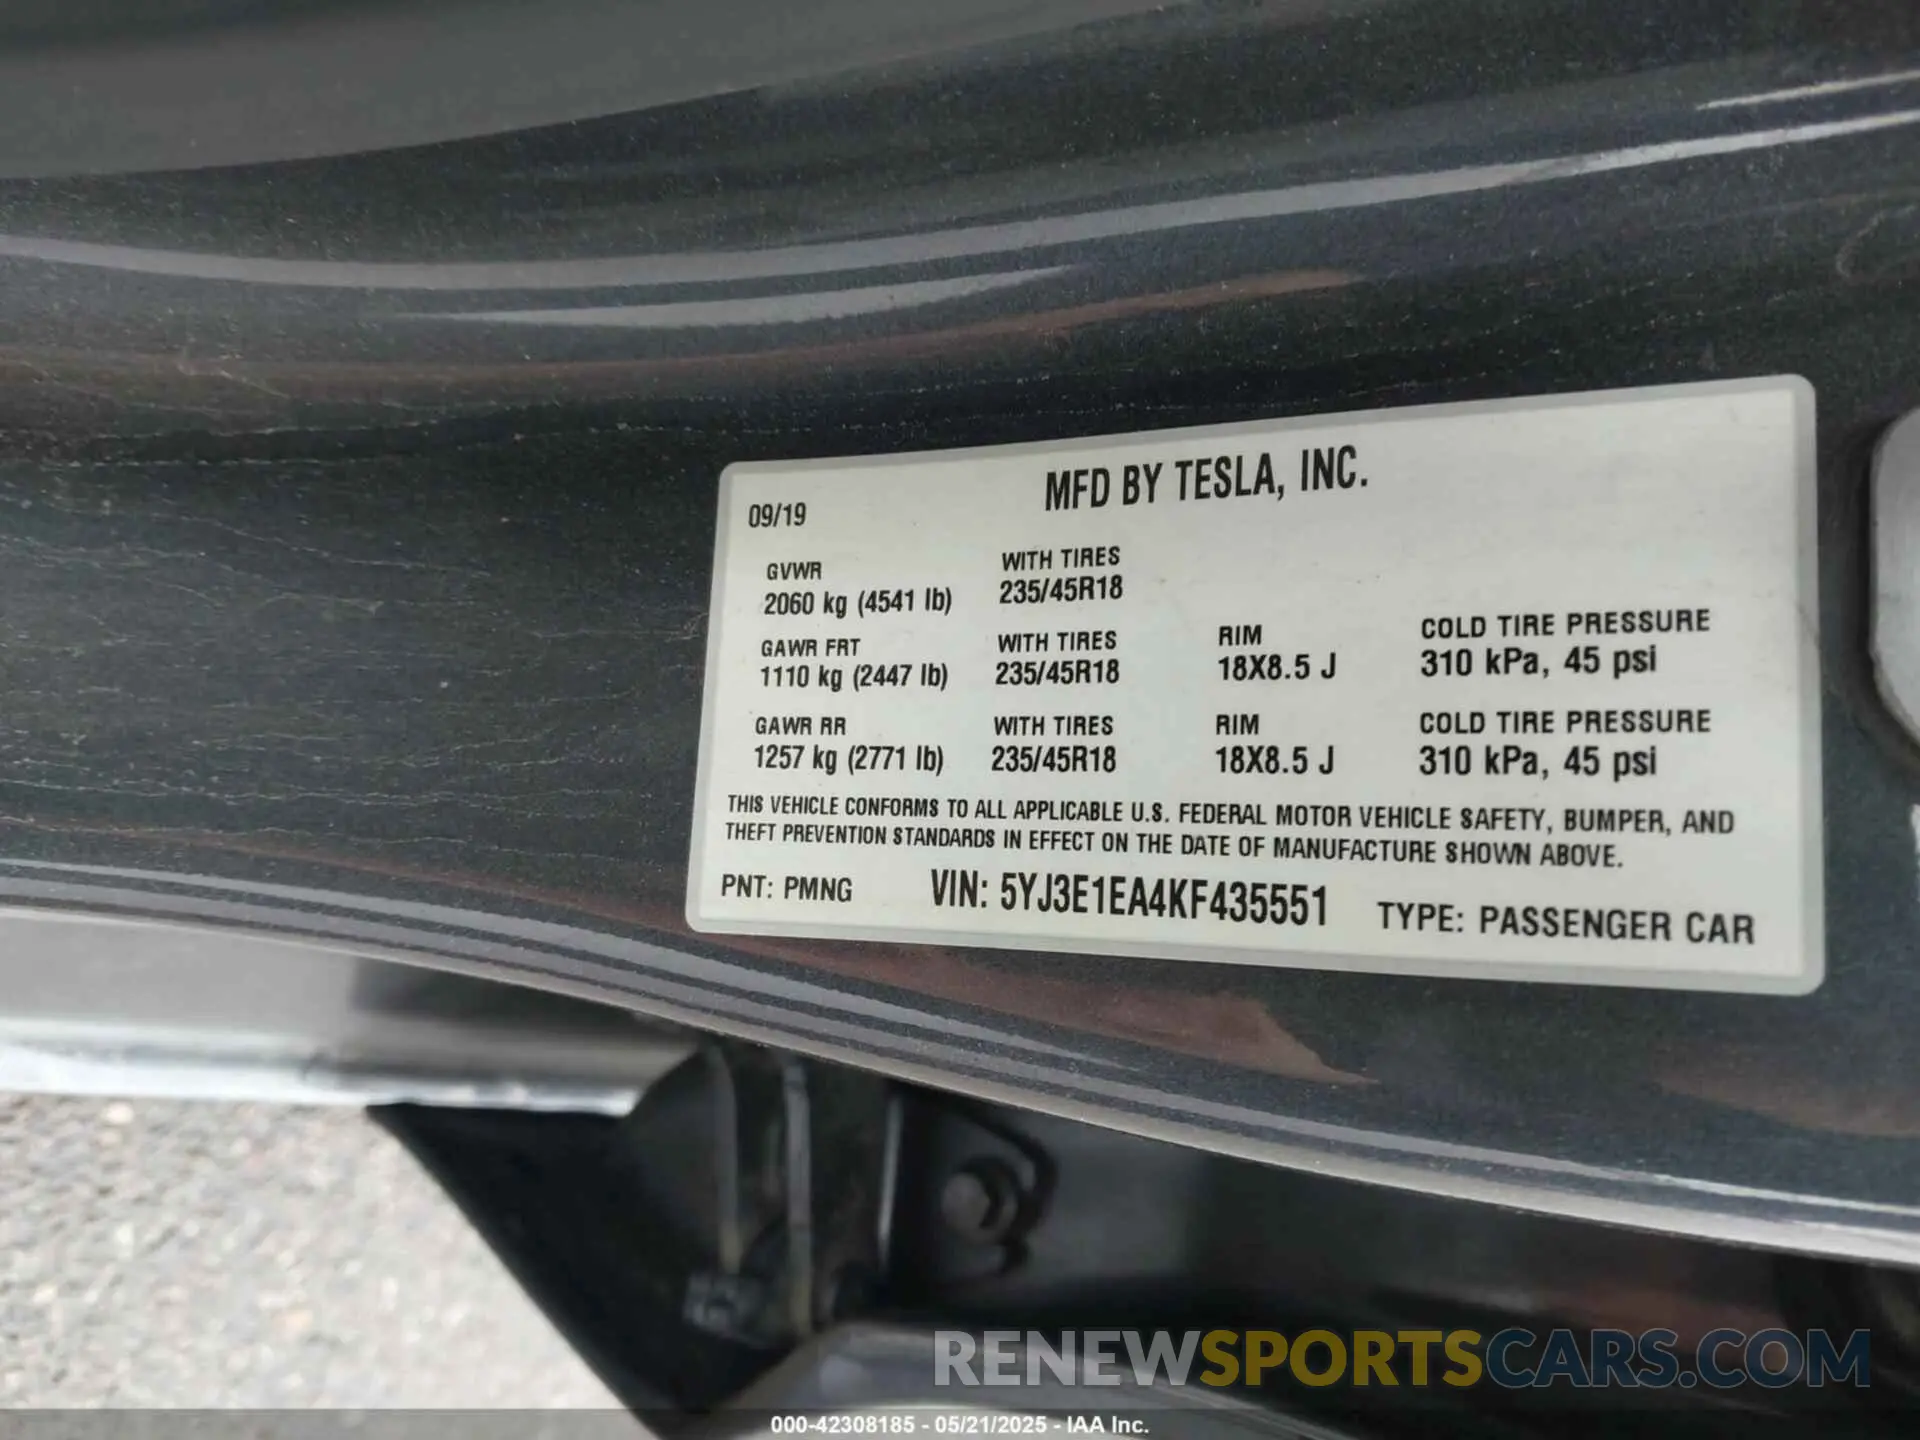 MFD BY TESLA, INC.
09/19
GVWR WITH TIRES
2060 kg (4541 lb) 235/45R18
GAWR FRT WITH TIRES RIM COLD TIRE PRESSURE
1110 kg (2447 lb) 235/45R18 18X8.5 J 310 kPa, 45 psi
GAWR RR WITH TIRES RIM COLD TIRE PRESSURE
1257 kg (2771 lb) 235/45R18 18X8.5 J 310 kPa, 45 psi
THIS VEHICLE CONFORMS TO ALL APPLICABLE U.S. FEDERAL MOTOR VEHICLE SAFETY, BUMPER, AND
THEFT PREVENTION STANDARDS IN EFFECT ON THE DATE OF MANUFACTURE SHOWN ABOVE.
PNT: PMNG VIN: 5YJ3E1EA4KF435551 TYPE: PASSENGER CAR
RENEWSPORTSCARS.COM
000-42308185 - 05/21/2025 - IAA Inc.